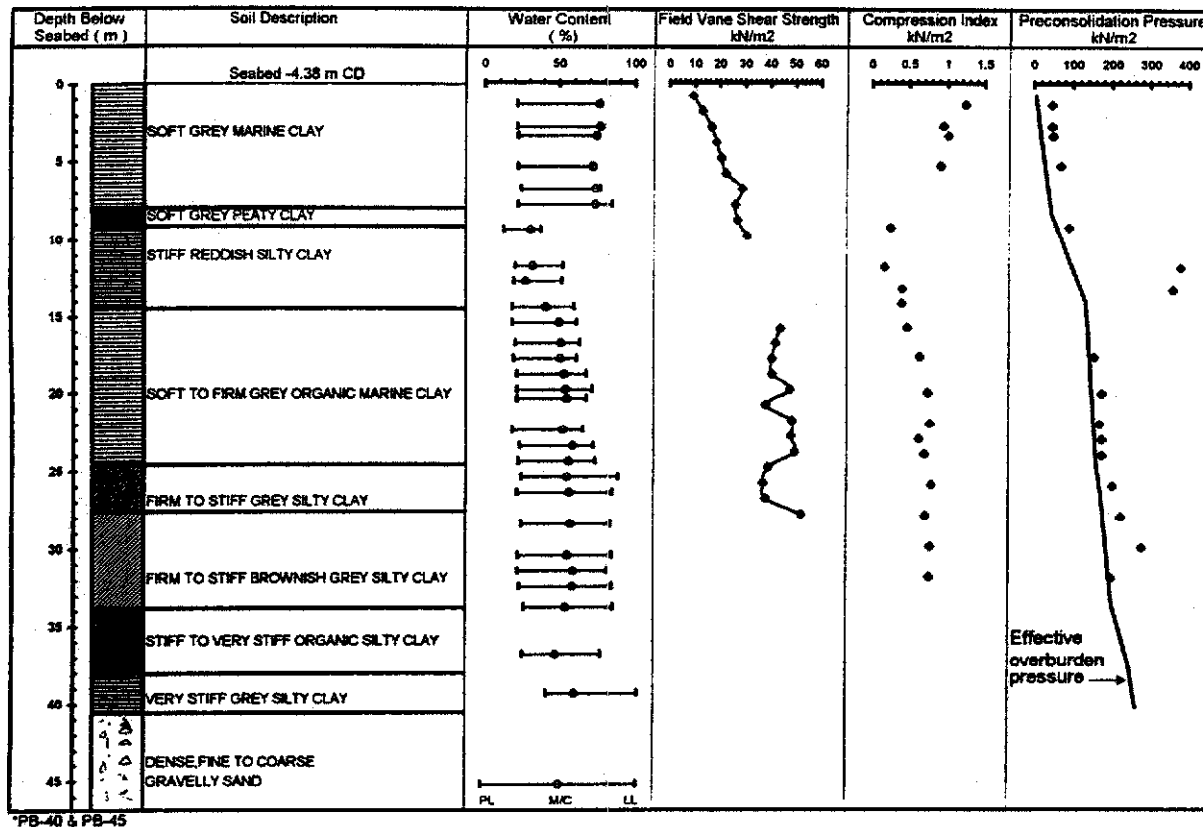 Depth Below Seabed ( m )
Soil Description
Water Content ( %)
Field Vane Shear Strength kN/m2
Compression Index kN/m2
Preconsolidation Pressure kN/m2
Seabed -4.38 m CD
0 50 100
0 10 20 30 40 50 60
0 0.5 1 1.5
0 100 200 300 400
0
SOFT GREY MARINE CLAY
5
SOFT GREY PEATY CLAY
10
STIFF REDDISH SILTY CLAY
15
SOFT TO FIRM GREY ORGANIC MARINE CLAY
20
25
FIRM TO STIFF GREY SILTY CLAY
30
FIRM TO STIFF BROWNISH GREY SILTY CLAY
35
STIFF TO VERY STIFF ORGANIC SILTY CLAY
Effective
overburden
pressure
VERY STIFF GREY SILTY CLAY
40
DENSE,FINE TO COARSE
GRAVELLY SAND
45
PL M/C LL
*PB-40 & PB-45